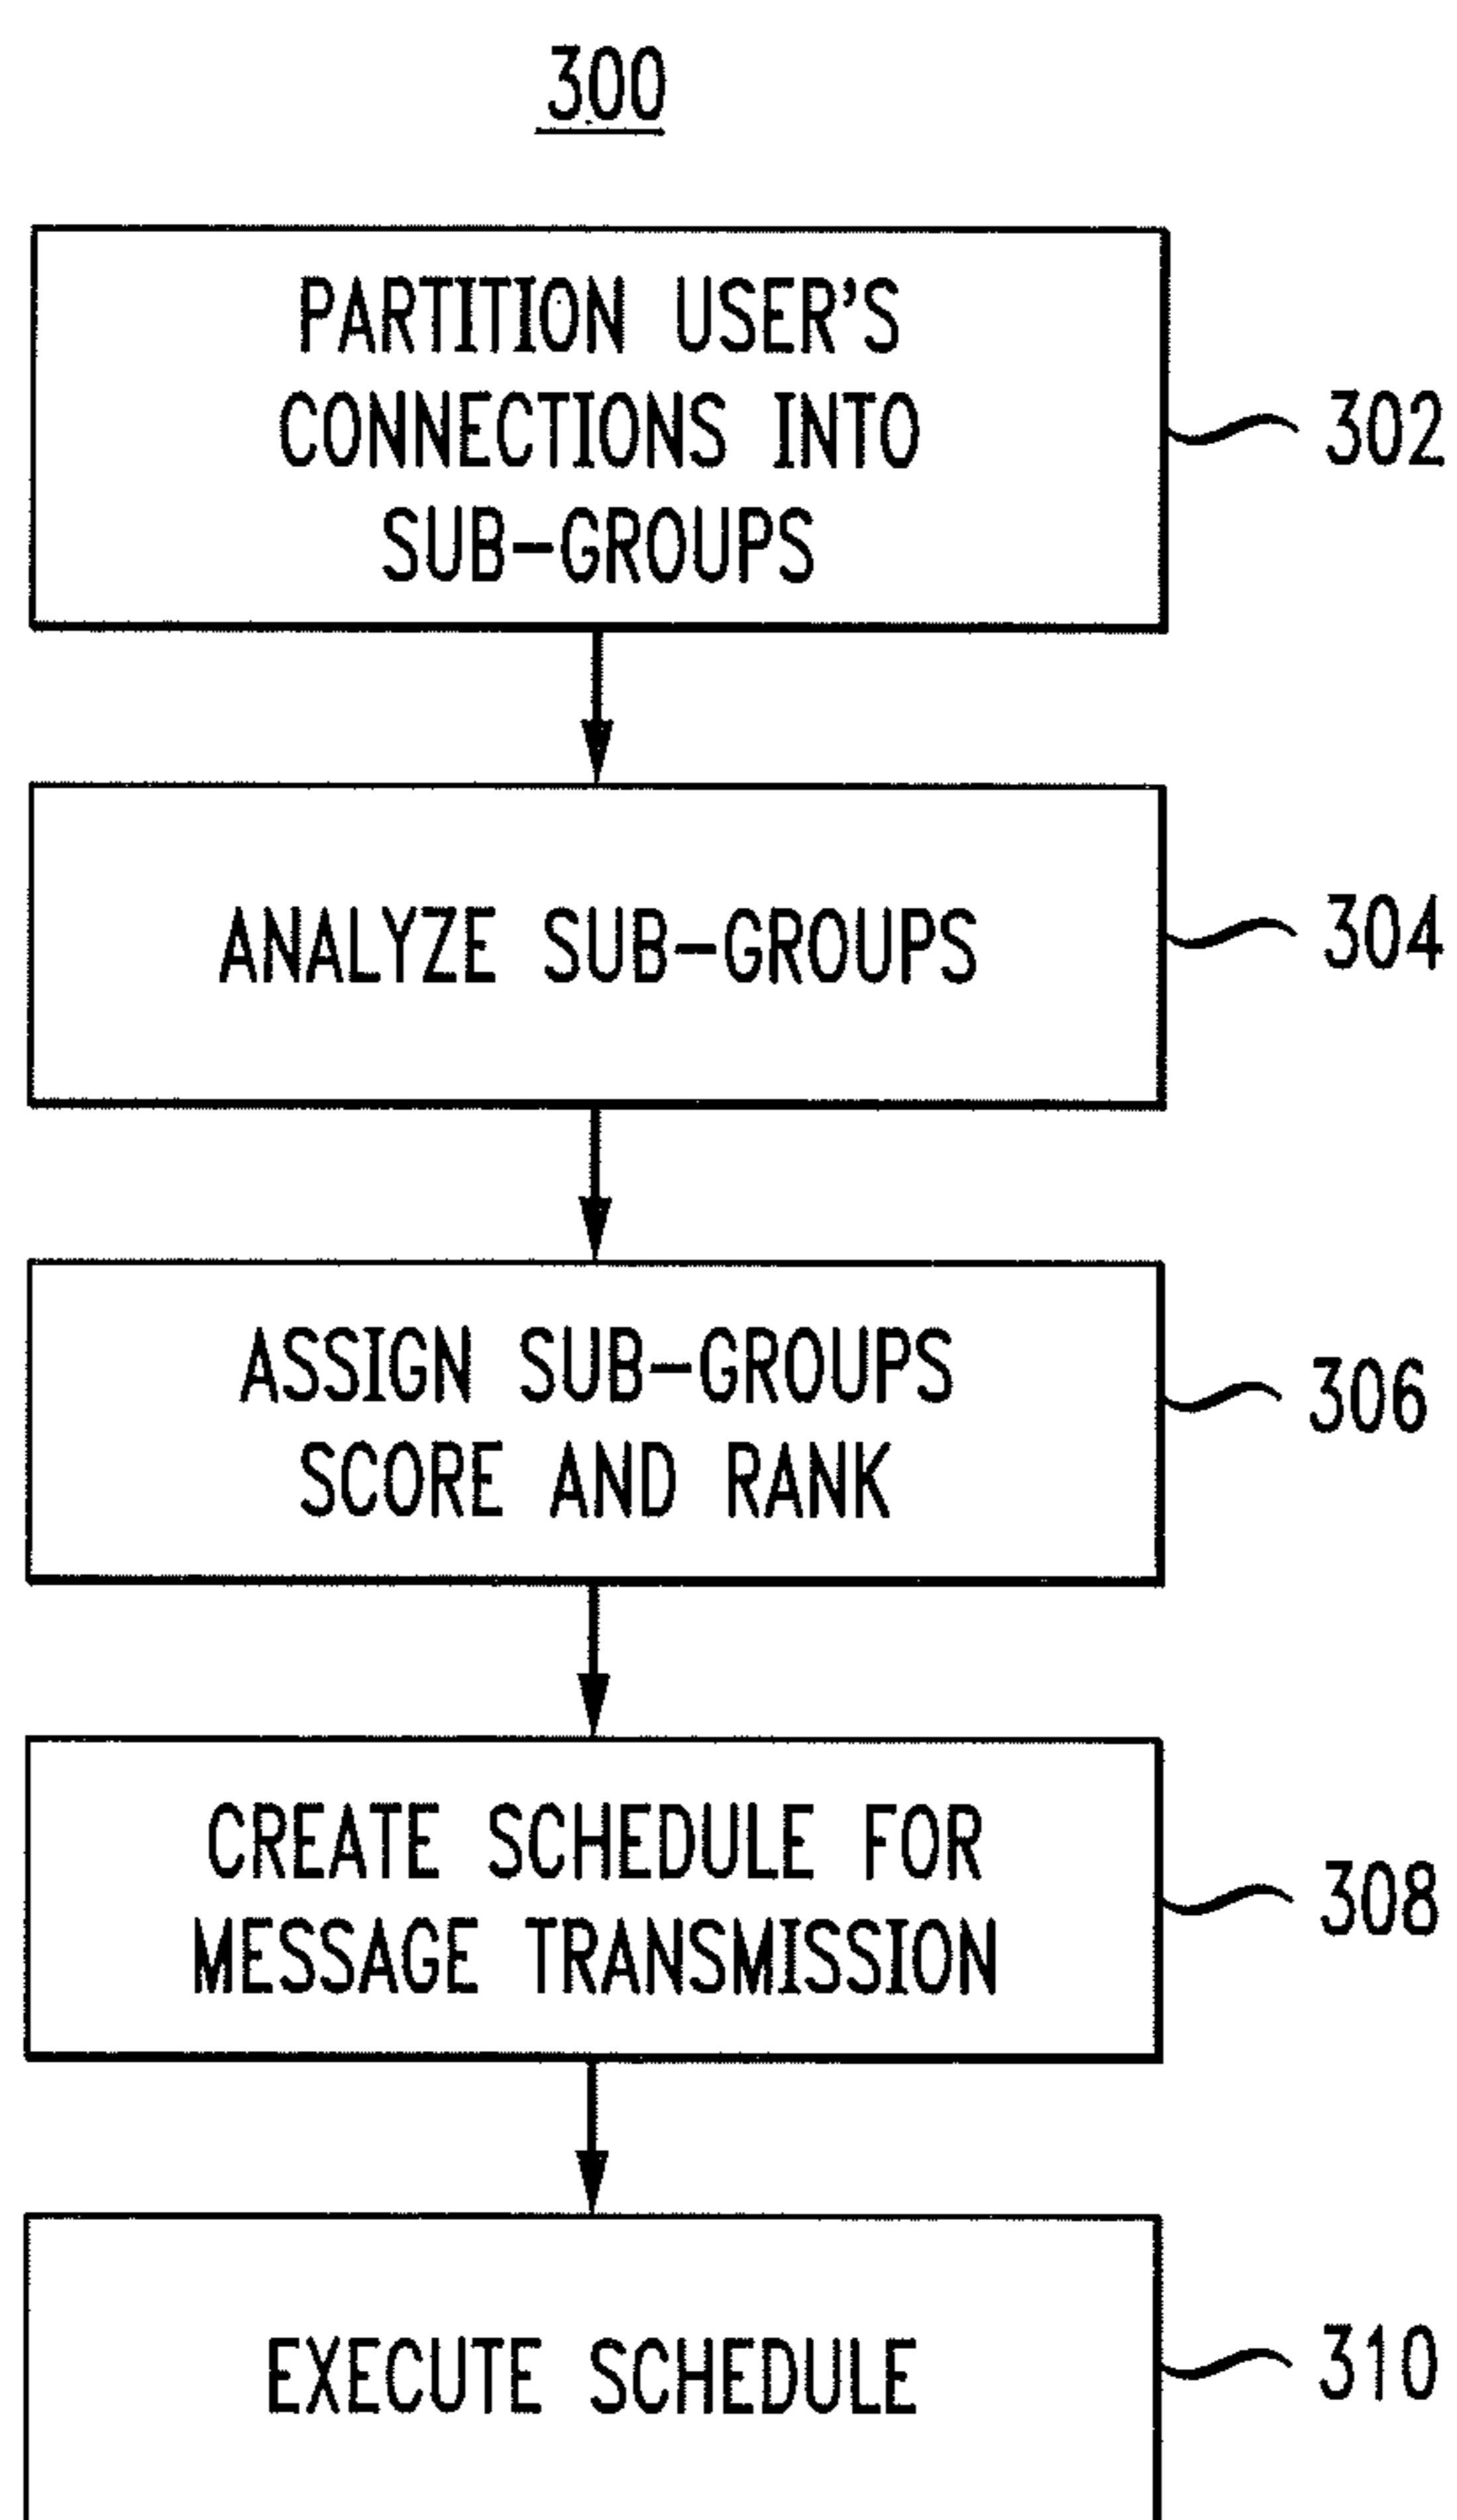 300
PARTITION USER'S
CONNECTIONS INTO
SUB-GROUPS
302
ANALYZE SUB-GROUPS
304
ASSIGN SUB-GROUPS
SCORE AND RANK
306
CREATE SCHEDULE FOR
MESSAGE TRANSMISSION
308
EXECUTE SCHEDULE
310